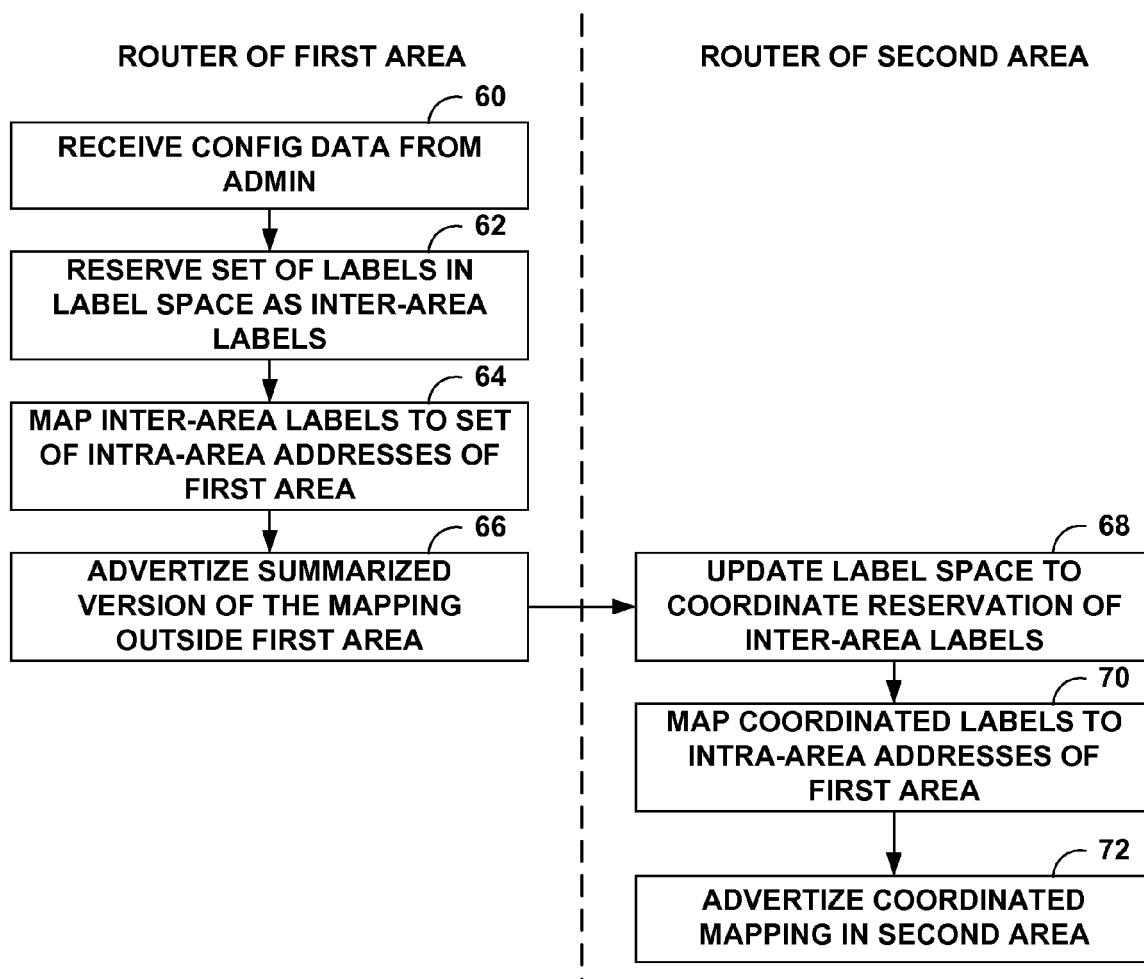 ROUTER OF FIRST AREA
60
RECEIVE CONFIG DATA FROM
ADMIN
62
RESERVE SET OF LABELS IN
LABEL SPACE AS INTER-AREA
LABELS
64
MAP INTER-AREA LABELS TO SET
OF INTRA-AREA ADDRESSES OF
FIRST AREA
66
ADVERTIZE SUMMARIZED
VERSION OF THE MAPPING
OUTSIDE FIRST AREA
ROUTER OF SECOND AREA
68
UPDATE LABEL SPACE TO
COORDINATE RESERVATION OF
INTER-AREA LABELS
70
MAP COORDINATED LABELS TO
INTRA-AREA ADDRESSES OF
FIRST AREA
72
ADVERTIZE COORDINATED
MAPPING IN SECOND AREA